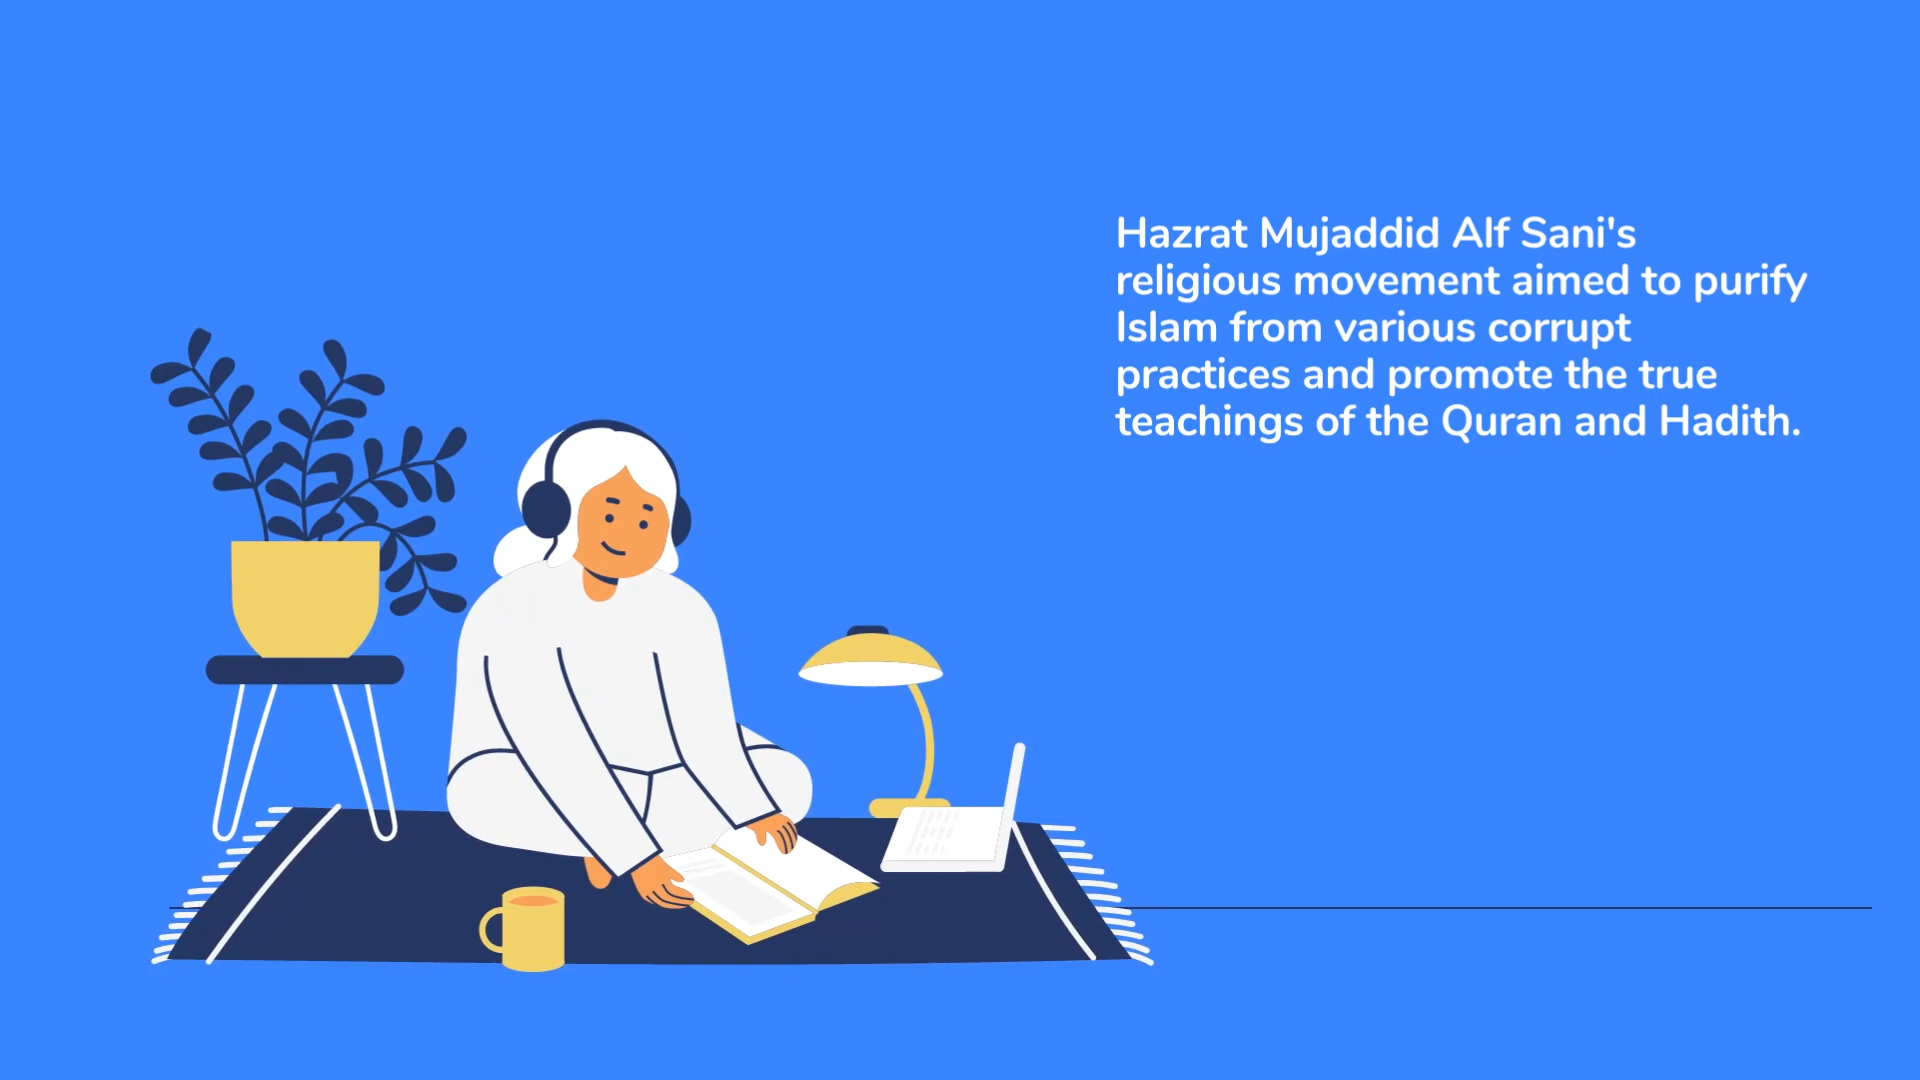 Hazrat Mujaddid Alf Sani's
religious movement aimed to purify
Islam from various corrupt
practices and promote the true
teachings of the Quran and Hadith.